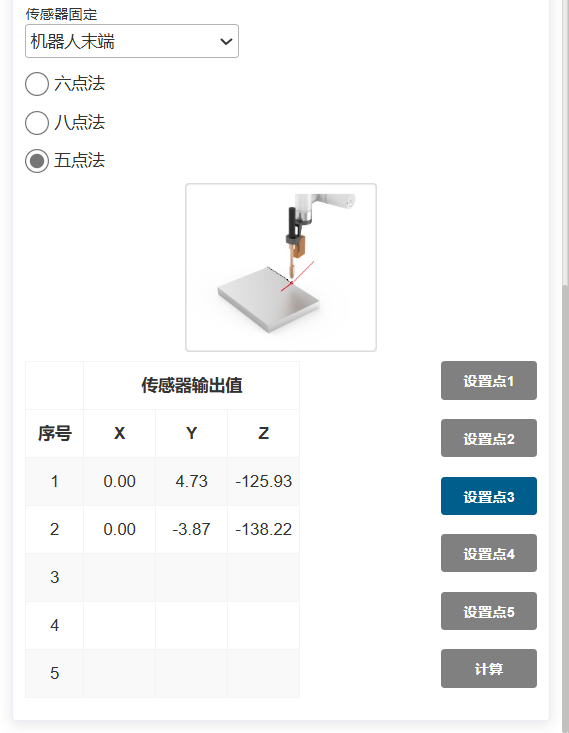 传感器固定
机器人末端
六点法
八点法
五点法
传感器输出值
序号 X Y Z
1 0.00 4.73 -125.93
2 0.00 -3.87 -138.22
3
4
5
设置点1
设置点2
设置点3
设置点4
设置点5
计算